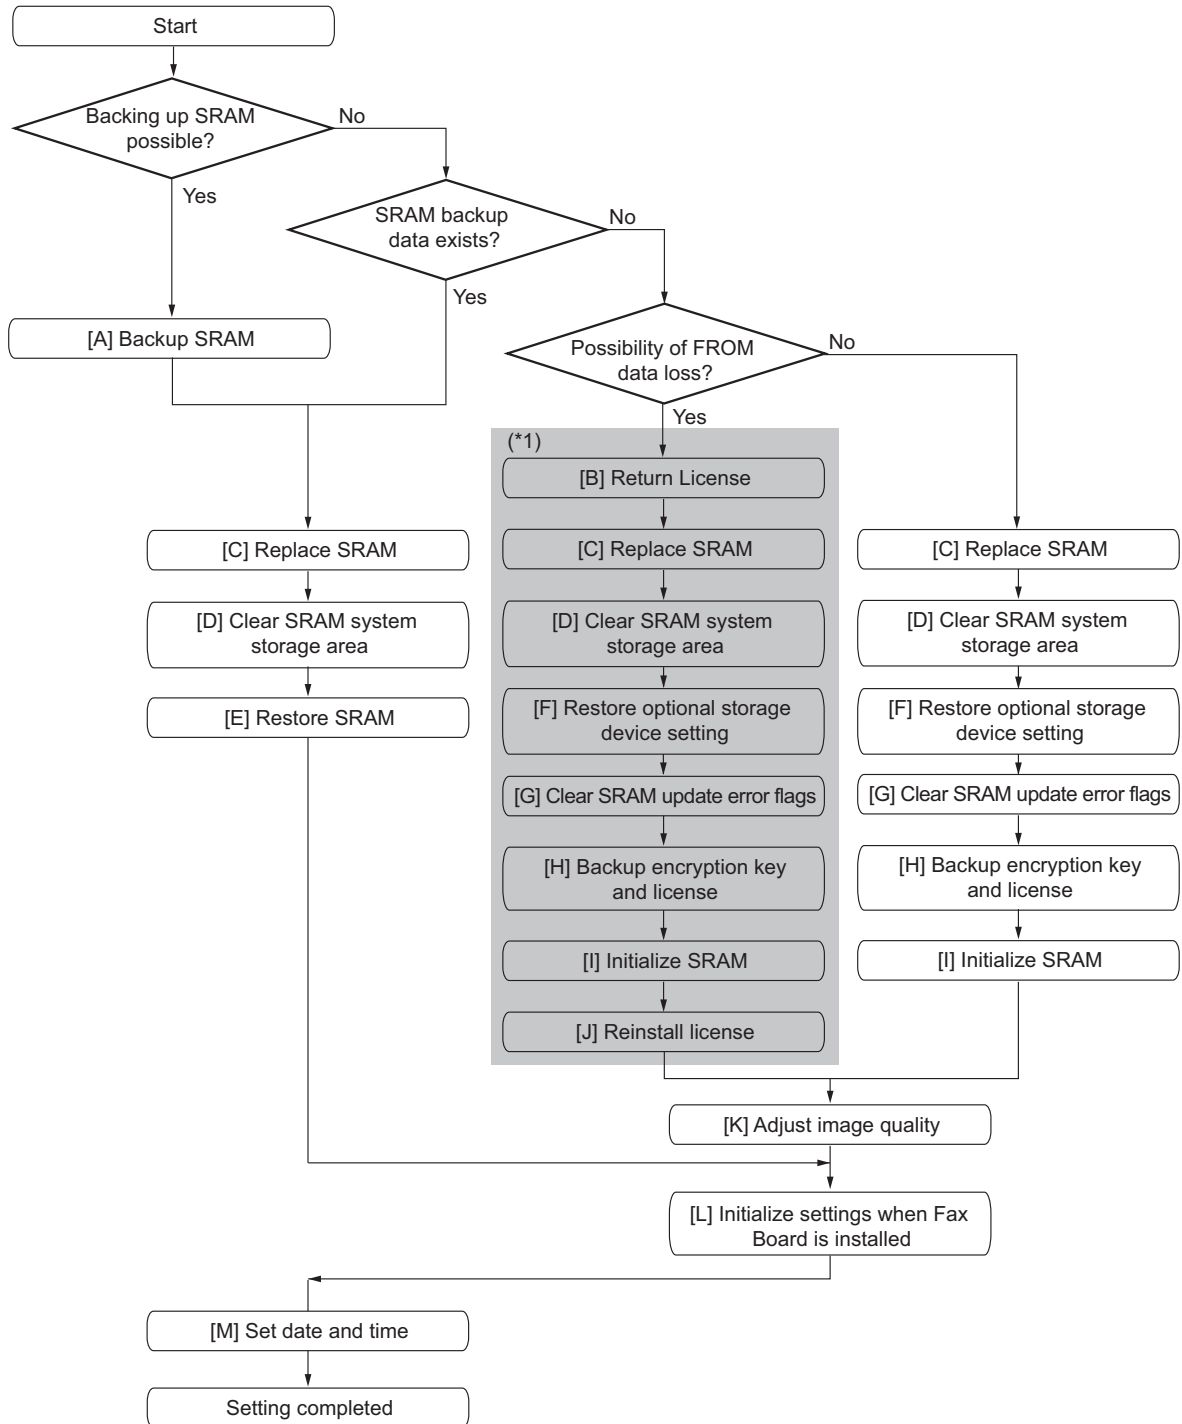 Start
Backing up SRAM
possible?
No
Yes
SRAM backup
data exists?
No
Yes
[A] Backup SRAM
Possibility of FROM
data loss?
No
Yes
(*1)
[B] Return License
[C] Replace SRAM
[C] Replace SRAM
[C] Replace SRAM
[D] Clear SRAM system
storage area
[D] Clear SRAM system
storage area
[D] Clear SRAM system
storage area
[E] Restore SRAM
[F] Restore optional storage
device setting
[F] Restore optional storage
device setting
[G] Clear SRAM update error flags
[G] Clear SRAM update error flags
[H] Backup encryption key
and license
[H] Backup encryption key
and license
[I] Initialize SRAM
[I] Initialize SRAM
[J] Reinstall license
[K] Adjust image quality
[L] Initialize settings when Fax
Board is installed
[M] Set date and time
Setting completed